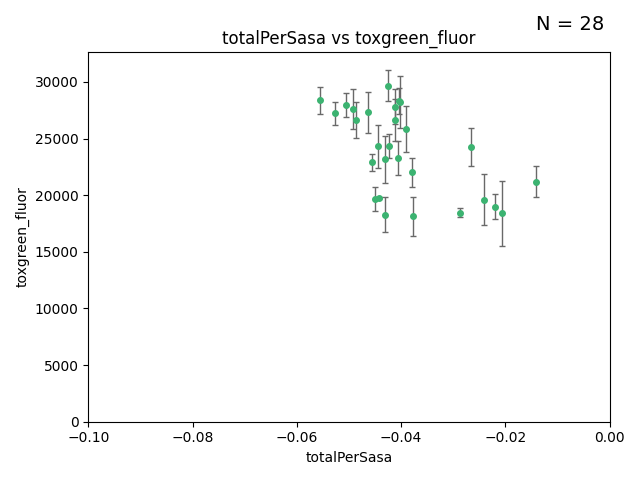 N = 28
totalPerSasa vs toxgreen_fluor
30000
25000
20000
15000
10000
5000
0
toxgreen_fluor
−0.10 −0.08 −0.06 −0.04 −0.02 0.00
totalPerSasa